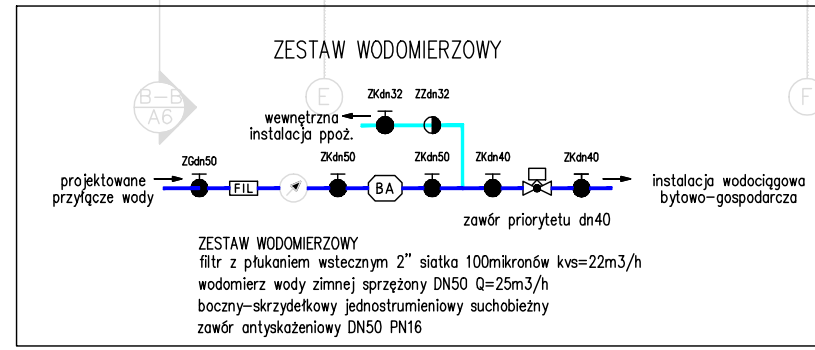 ZESTAW WODOMIERZOWY
B-B
A6
E
F
ZKdn32 ZZdn32
wewnętrzna
instalacja ppoż.
ZGdn50 ZKdn50 ZKdn50 ZKdn40 ZKdn40
projektowane
przyłącze wody
FIL
BA
instalacja wodociągowa
bytowo-gospodarcza
zawór priorytetu dn40
ZESTAW WODOMIERZOWY
filtr z płukaniem wstecznym 2" siatka 100mikronów kvs=22m3/h
wodomierz wody zimnej sprzężony DN50 Q=25m3/h
boczny-skrzydełkowy jednostrumieniowy suchobieżny
zawór antyskażeniowy DN50 PN16